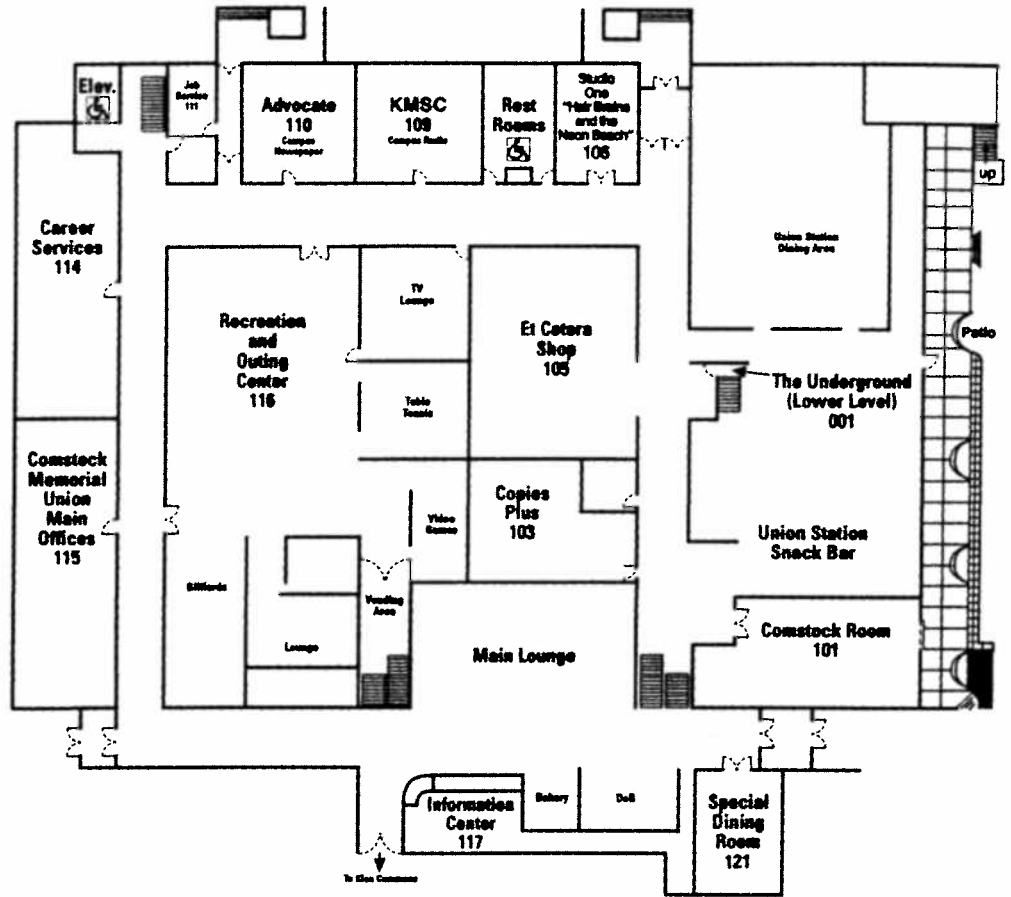 Elev.
Job
Service
111
Advocate
110
Campus
Newspaper
KMSC
109
Campus Radio
Rest
Rooms
Studio
One
"Hair Brains
and the
Neon Beach"
106
up
Career
Services
114
Union Station
Dining Area
TV
Lounge
Recreation
and
Outing
Center
116
Et Cetera
Shop
105
Patio
The Underground
(Lower Level)
001
Table
Tennis
Comstock
Memorial
Union
Main
Offices
115
Copies
Plus
103
Video
Games
Union Station
Snack Bar
Billiards
Vending
Area
Lounge
Main Lounge
Comstock Room
101
Information
Center
117
Bakery
Deli
Special
Dining
Room
121
To Kise Commons